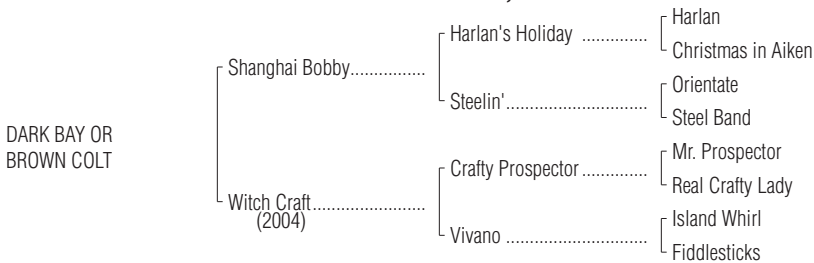 Harlan
Harlan's Holiday ..............
Christmas in Aiken
Shanghai Bobby................
Orientate
Steelin'..............................
Steel Band
DARK BAY OR
BROWN COLT
Mr. Prospector
Crafty Prospector ..............
Real Crafty Lady
Witch Craft........................
(2004)
Island Whirl
Vivano ..............................
Fiddlesticks